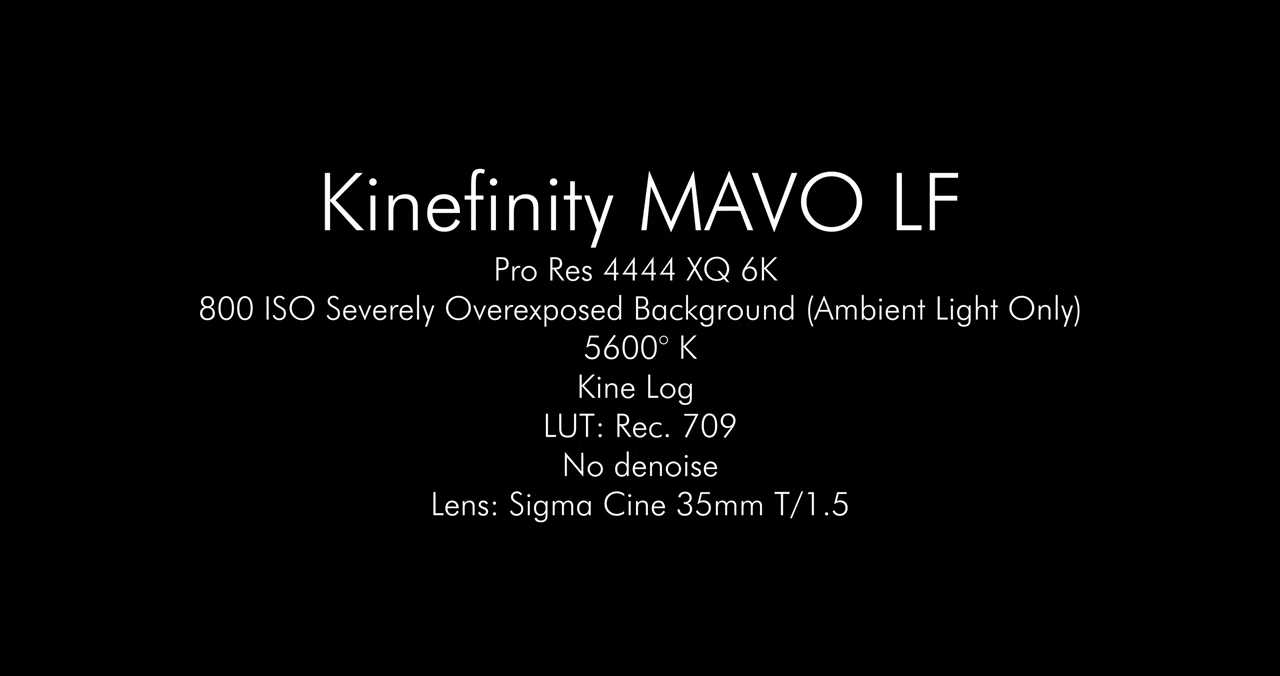 Kinefinity MAVO LF
Pro Res 4444 XQ 6K
800 ISO Severely Overexposed Background (Ambient Light Only)
5600° K
Kine Log
LUT: Rec. 709
No denoise
Lens: Sigma Cine 35mm T/1.5